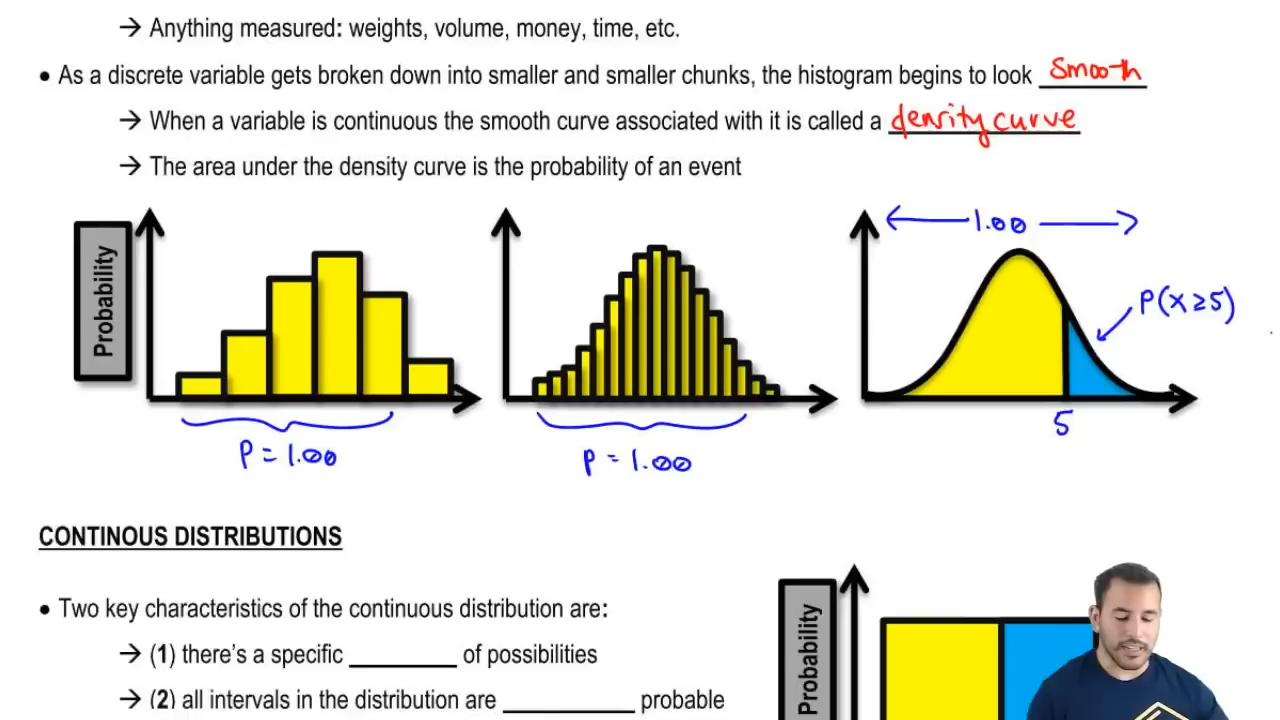 → Anything measured: weights, volume, money, time, etc.
• As a discrete variable gets broken down into smaller and smaller chunks, the histogram begins to look smooth
→ When a variable is continuous the smooth curve associated with it is called a density curve
→ The area under the density curve is the probability of an event
Probability
1.00
P(X≥5)
5
P = 1.00
P = 1.00
CONTINOUS DISTRIBUTIONS
• Two key characteristics of the continuous distribution are:
→ (1) there's a specific ________ of possibilities
→ (2) all intervals in the distribution are __________ probable
Probability